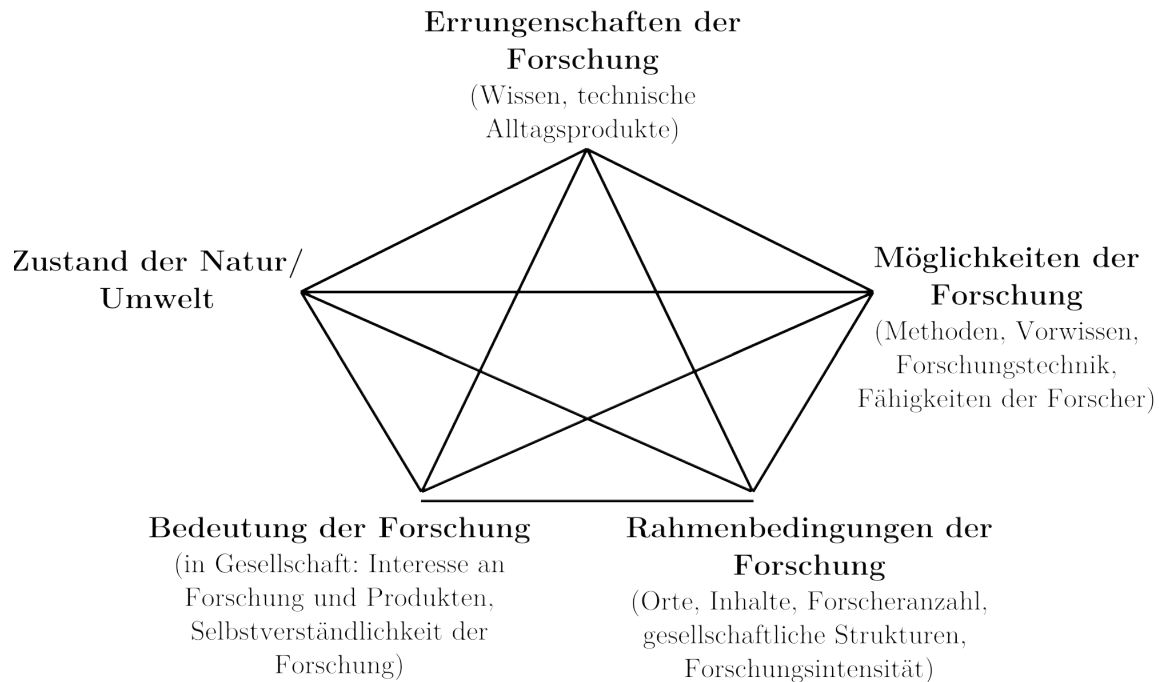 Errungenschaften der
Forschung
(Wissen, technische
Alltagsprodukte)
Zustand der Natur/
Umwelt
Möglichkeiten der
Forschung
(Methoden, Vorwissen,
Forschungstechnik,
Fähigkeiten der Forscher)
Bedeutung der Forschung
(in Gesellschaft: Interesse an
Forschung und Produkten,
Selbstverständlichkeit der
Forschung)
Rahmenbedingungen der
Forschung
(Orte, Inhalte, Forscheranzahl,
gesellschaftliche Strukturen,
Forschungsintensität)